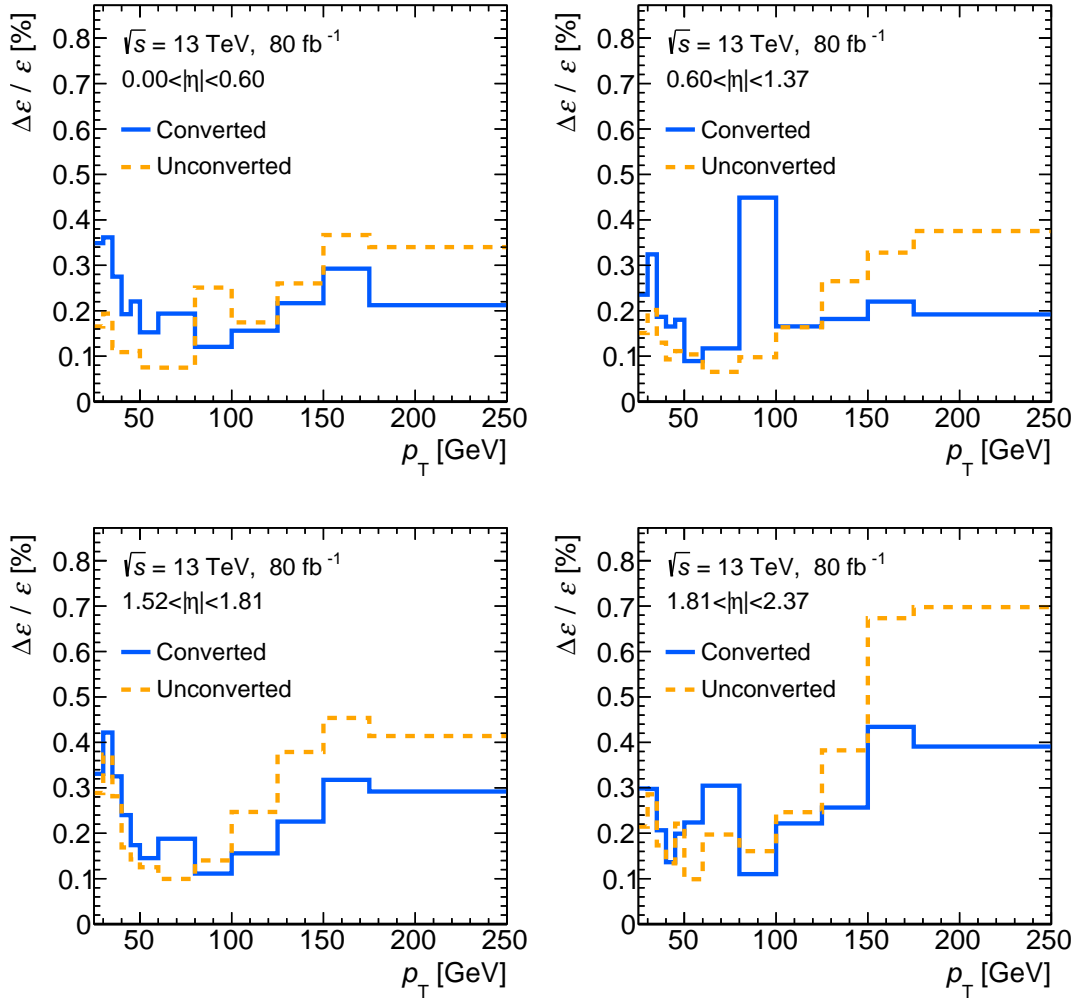 Δε / ε [%]
0.8
0.7
0.6
0.5
0.4
0.3
0.2
0.1
0
√s = 13 TeV, 80 fb⁻¹
0.00<|η|<0.60
Converted
Unconverted
50 100 150 200 250
p_T [GeV]
Δε / ε [%]
0.8
0.7
0.6
0.5
0.4
0.3
0.2
0.1
0
√s = 13 TeV, 80 fb⁻¹
0.60<|η|<1.37
Converted
Unconverted
50 100 150 200 250
p_T [GeV]
Δε / ε [%]
0.8
0.7
0.6
0.5
0.4
0.3
0.2
0.1
0
√s = 13 TeV, 80 fb⁻¹
1.52<|η|<1.81
Converted
Unconverted
50 100 150 200 250
p_T [GeV]
Δε / ε [%]
0.8
0.7
0.6
0.5
0.4
0.3
0.2
0.1
0
√s = 13 TeV, 80 fb⁻¹
1.81<|η|<2.37
Converted
Unconverted
50 100 150 200 250
p_T [GeV]